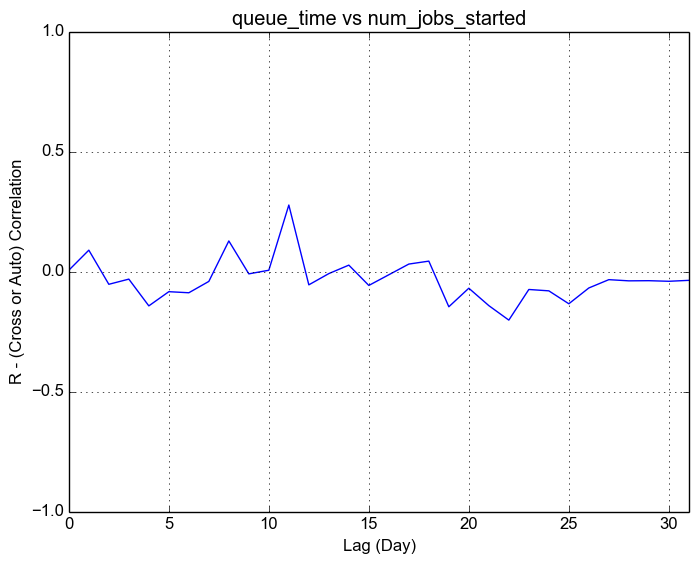 queue_time vs num_jobs_started
1.0
0.5
0.0
−0.5
−1.0
R - (Cross or Auto) Correlation
0 5 10 15 20 25 30
Lag (Day)